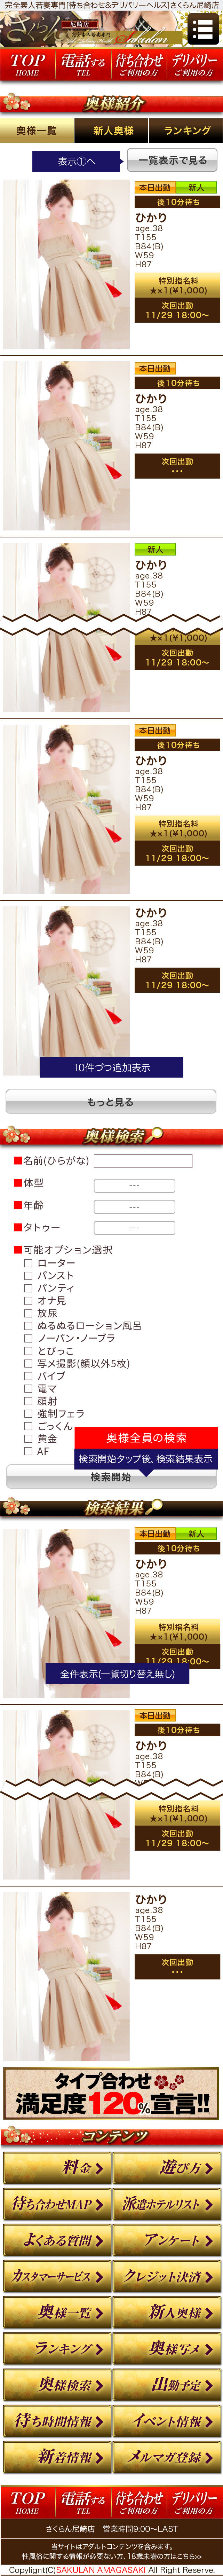 完全素人若妻専門[待ち合わせ&デリバリーヘルス]さくらん尼崎店
さくらん
尼崎店
完全素人若妻専門
Sakulan
TOP 電話する 待ち合わせ デリバリー
HOME TEL ご利用の方 ご利用の方
奥様紹介
奥様一覧 新人奥様 ランキング
表示①へ 一覧表示で見る
本日出勤 新人
後10分待ち
ひかり
age.38
T155
B84(B)
W59
H87
特別指名料
★×1(¥1,000)
次回出勤
11/29 18:00〜
本日出勤
後10分待ち
ひかり
age.38
T155
B84(B)
W59
H87
次回出勤
・・・
新人
ひかり
age.38
T155
B84(B)
W59
H87
★×1(¥1,000)
次回出勤
11/29 18:00〜
本日出勤
後10分待ち
ひかり
age.38
T155
B84(B)
W59
H87
特別指名料
★×1(¥1,000)
次回出勤
11/29 18:00〜
ひかり
age.38
T155
B84(B)
W59
H87
次回出勤
11/29 18:00〜
10件づつ追加表示
もっと見る
奥様検索
■名前(ひらがな)
■体型 ---
■年齢 ---
■タトゥー ---
■可能オプション選択
□ ローター
□ パンスト
□ パンティ
□ オナ見
□ 放尿
□ ぬるぬるローション風呂
□ ノーパン・ノーブラ
□ とびっこ
□ 写メ撮影(顔以外5枚)
□ バイブ
□ 電マ
□ 顔射
□ 強制フェラ
□ ごっくん
□ 黄金
□ AF
奥様全員の検索
検索開始タップ後、検索結果表示
検索開始
検索結果
本日出勤 新人
後10分待ち
ひかり
age.38
T155
B84(B)
W59
H87
特別指名料
★×1(¥1,000)
次回出勤
11/29 18:00〜
全件表示(一覧切り替え無し)
本日出勤
後10分待ち
ひかり
age.38
T155
B84(B)
特別指名料
★×1(¥1,000)
次回出勤
11/29 18:00〜
ひかり
age.38
T155
B84(B)
W59
H87
次回出勤
・・・
タイプ合わせ
満足度120%宣言!!
コンテンツ
料金 遊び方
待ち合わせMAP 派遣ホテルリスト
よくある質問 アンケート
カスタマーサービス クレジット決済
奥様一覧 新人奥様
ランキング 奥様写メ
奥様検索 出勤予定
待ち時間情報 イベント情報
新着情報 メルマガ登録
TOP 電話する 待ち合わせ デリバリー
HOME TEL ご利用の方 ご利用の方
さくらん尼崎店 営業時間9:00〜LAST
当サイトはアダルトコンテンツを含みます。
性風俗に関する情報が必要ない方、18歳未満の方はこちら>>
Copylignt(C)SAKULAN AMAGASAKI All Right Reserve.